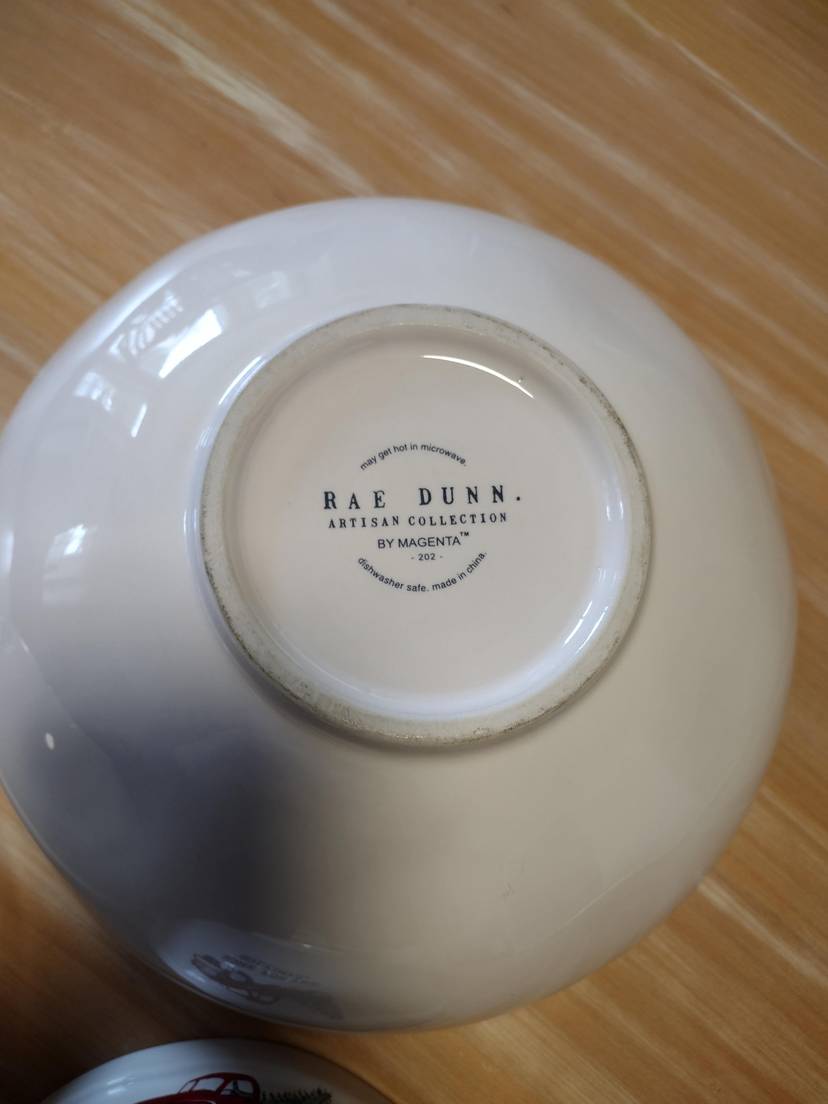 may get hot in microwave.
RAE DUNN.
ARTISAN COLLECTION
BY MAGENTA™
- 202 -
dishwasher safe. made in china.